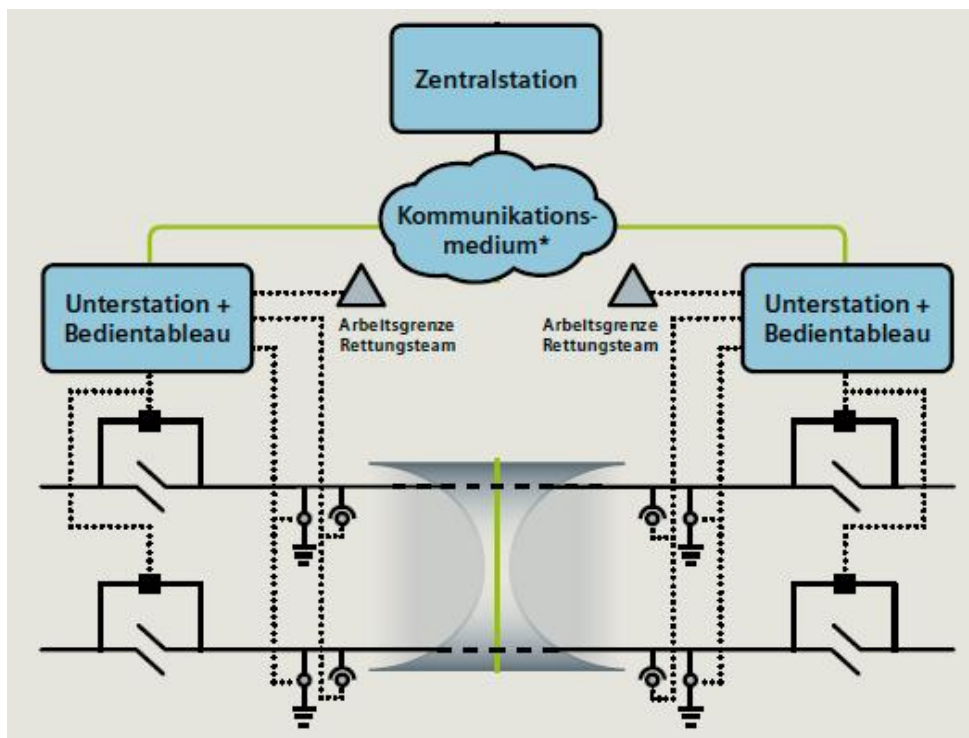 Zentralstation
Kommunikations-
medium*
Unterstation +
Bedientableau
Arbeitsgrenze
Rettungsteam
Arbeitsgrenze
Rettungsteam
Unterstation +
Bedientableau